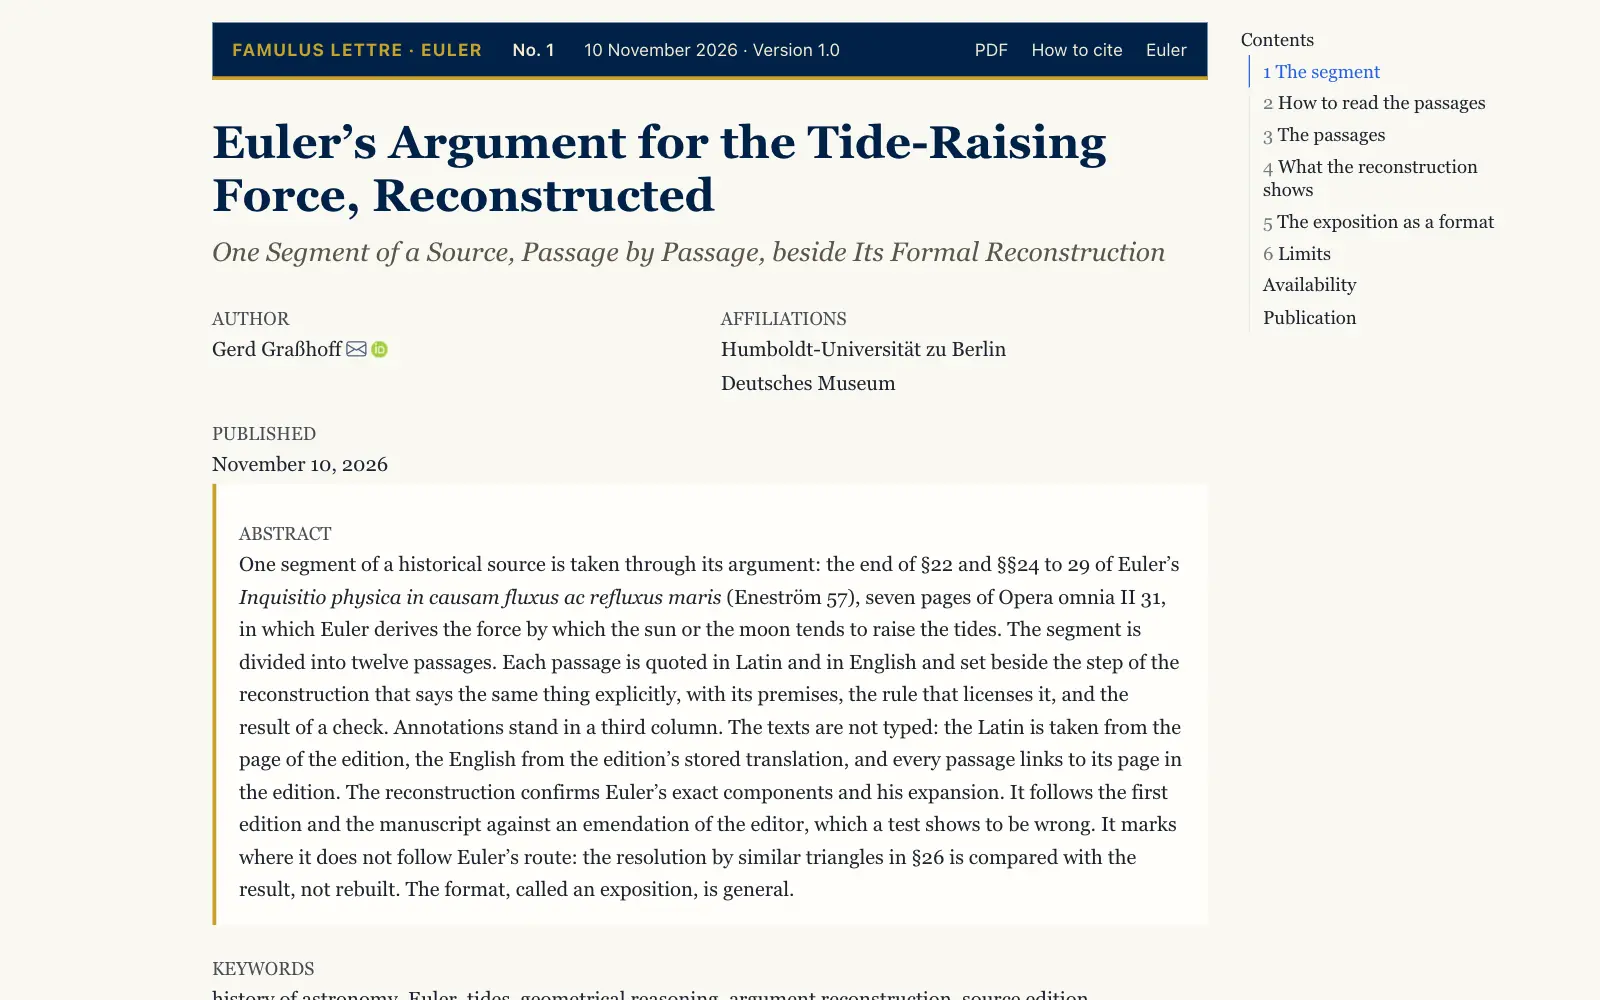 FAMULUS LETTRE · EULER No. 1 10 November 2026 · Version 1.0 PDF How to cite Euler
Euler’s Argument for the Tide-Raising
Force, Reconstructed
One Segment of a Source, Passage by Passage, beside Its Formal Reconstruction
AUTHOR
Gerd Graßhoff
AFFILIATIONS
Humboldt-Universität zu Berlin
Deutsches Museum
PUBLISHED
November 10, 2026
ABSTRACT
One segment of a historical source is taken through its argument: the end of §22 and §§24 to 29 of Euler’s
Inquisitio physica in causam fluxus ac refluxus maris (Eneström 57), seven pages of Opera omnia II 31,
in which Euler derives the force by which the sun or the moon tends to raise the tides. The segment is
divided into twelve passages. Each passage is quoted in Latin and in English and set beside the step of the
reconstruction that says the same thing explicitly, with its premises, the rule that licenses it, and the
result of a check. Annotations stand in a third column. The texts are not typed: the Latin is taken from the
page of the edition, the English from the edition’s stored translation, and every passage links to its page in
the edition. The reconstruction confirms Euler’s exact components and his expansion. It follows the first
edition and the manuscript against an emendation of the editor, which a test shows to be wrong. It marks
where it does not follow Euler’s route: the resolution by similar triangles in §26 is compared with the
result, not rebuilt. The format, called an exposition, is general.
KEYWORDS
history of astronomy, Euler, tides, geometrical reasoning, argument reconstruction, source edition
Contents
1 The segment
2 How to read the passages
3 The passages
4 What the reconstruction
shows
5 The exposition as a format
6 Limits
Availability
Publication